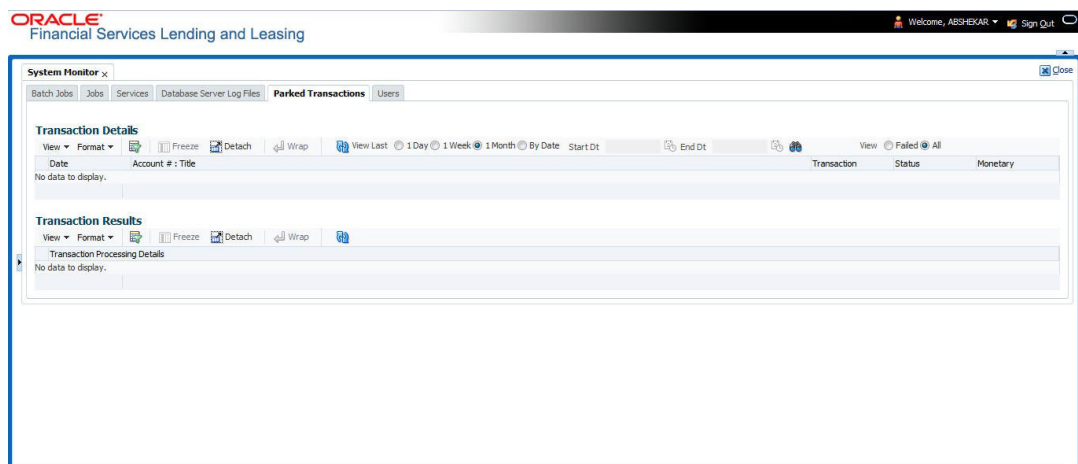 ORACLE®
Financial Services Lending and Leasing
Welcome, ABSHEKAR Sign Out
System Monitor x Close
Batch Jobs Jobs Services Database Server Log Files Parked Transactions Users
Transaction Details
View Format Freeze Detach Wrap View Last 1 Day 1 Week 1 Month By Date Start Dt End Dt View Failed All
Date Account # : Title Transaction Status Monetary
No data to display.
Transaction Results
View Format Freeze Detach Wrap
Transaction Processing Details
No data to display.